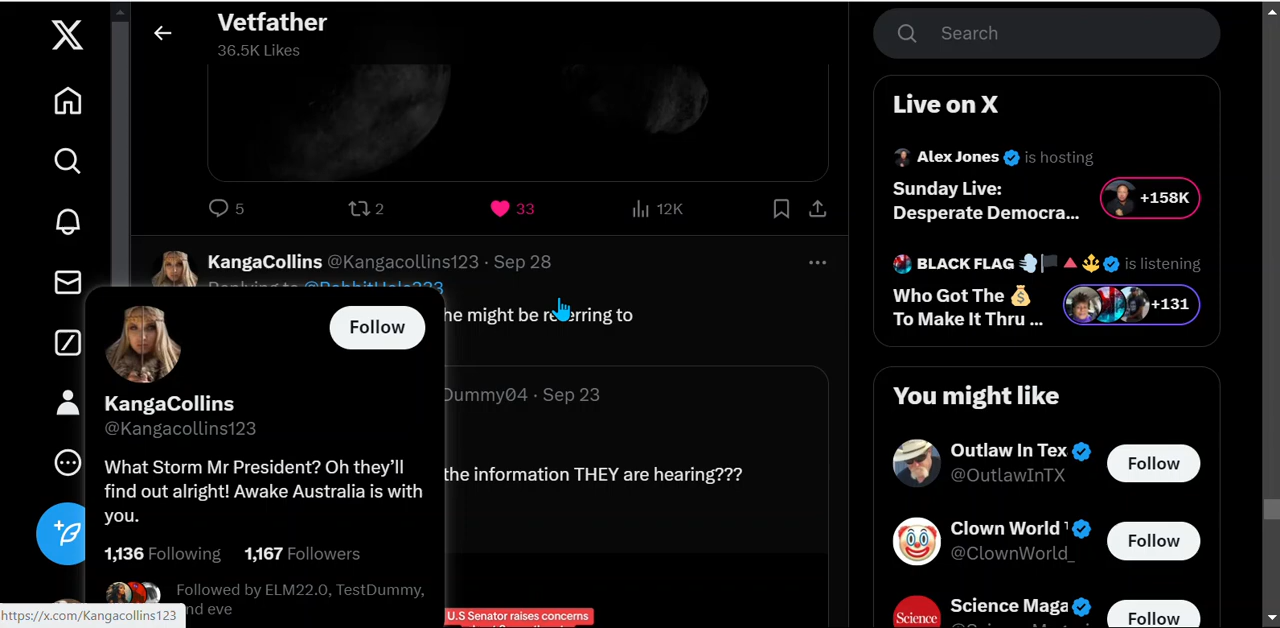 Vetfather
36.5K Likes
5
2
33
12K
KangaCollins @Kangacollins123 · Sep 28
he might be
to
Follow
KangaCollins
@Kangacollins123
What Storm Mr President? Oh they'll
find out alright! Awake Australia is with
you.
1,136 Following 1,167 Followers
Followed by ELM22.0, TestDummy,
and eve
https://x.com/Kangacollins123
Dummy04 · Sep 23
the information THEY are hearing???
U.S Senator raises concerns
Search
Live on X
Alex Jones is hosting
Sunday Live:
Desperate Democra...
+158K
BLACK FLAG is listening
Who Got The
To Make It Thru ...
+131
You might like
Outlaw In Tex
@OutlawInTX
Follow
Clown World
@ClownWorld_
Follow
Science Maga
Science
Follow